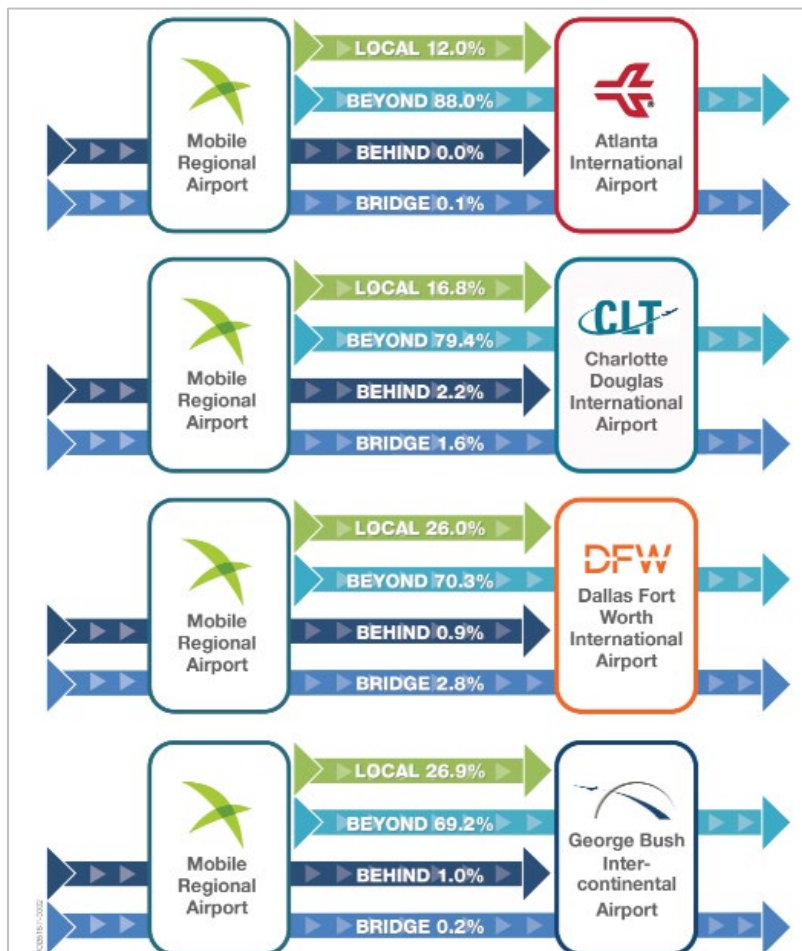 LOCAL 12.0%
BEYOND 88.0%
Mobile
Regional
Airport
BEHIND 0.0%
Atlanta
International
Airport
®
BRIDGE 0.1%
LOCAL 16.8%
CLT
BEYOND 79.4%
Mobile
Regional
Airport
BEHIND 2.2%
Charlotte
Douglas
International
Airport
BRIDGE 1.6%
LOCAL 26.0%
DFW
BEYOND 70.3%
Mobile
Regional
Airport
BEHIND 0.9%
Dallas Fort
Worth
International
Airport
BRIDGE 2.8%
LOCAL 26.9%
BEYOND 69.2%
Mobile
Regional
Airport
BEHIND 1.0%
George Bush
Inter-
continental
Airport
BRIDGE 0.2%